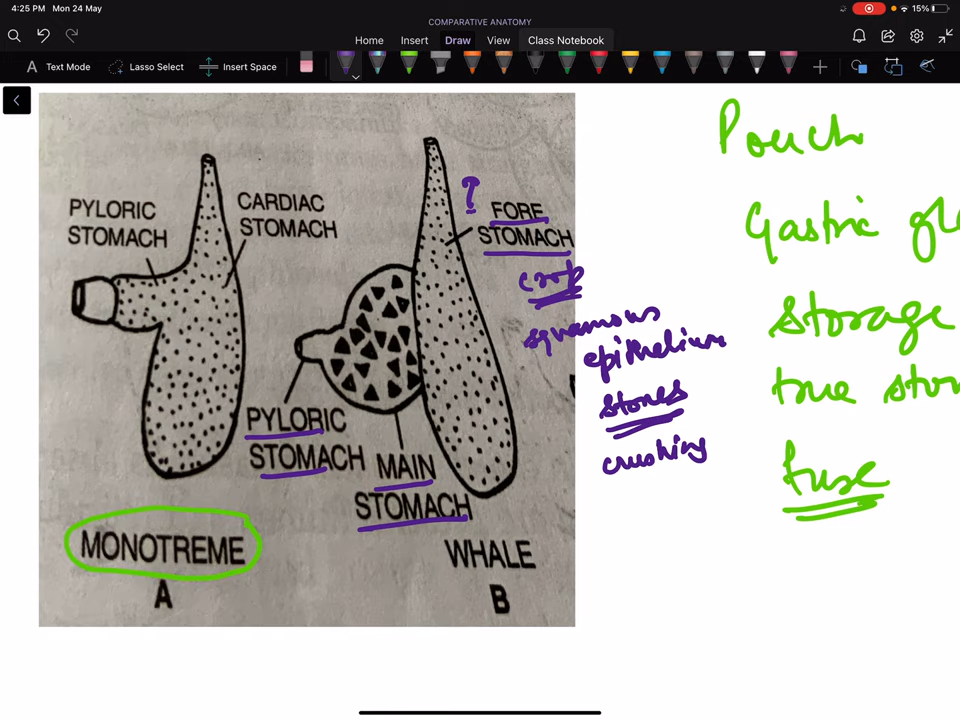 4:25 PM Mon 24 May
15%
COMPARATIVE ANATOMY
Home Insert Draw View Class Notebook
Text Mode Lasso Select Insert Space
PYLORIC
STOMACH
CARDIAC
STOMACH
?
FORE
STOMACH
crop
squamous
epithelium
stones
crushing
PYLORIC
STOMACH
MAIN
STOMACH
MONOTREME
A
WHALE
B
Pouch
Gastric
Storage
true
fuse